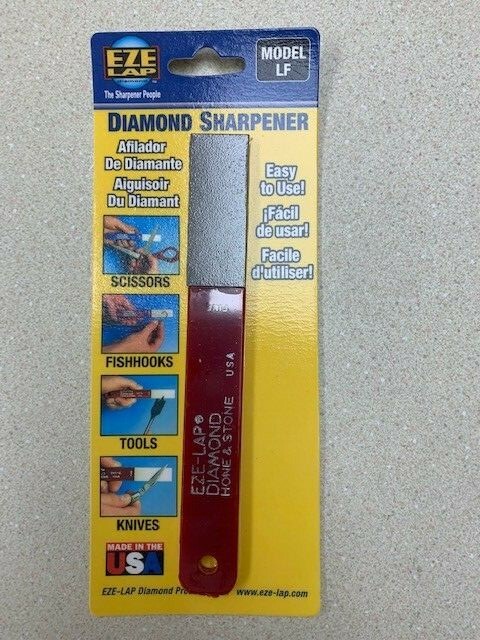 EZE
LAP
The Sharpener People
MODEL
LF
DIAMOND SHARPENER
Afilador
De Diamante
Aiguisoir
Du Diamant
Easy
to Use!
¡Fácil
de usar!
Facile
d'utiliser!
SCISSORS
FISHHOOKS
TOOLS
KNIVES
EZE-LAP®
DIAMOND
HONE & STONE USA
MADE IN THE
USA
EZE-LAP Diamond
www.eze-lap.com